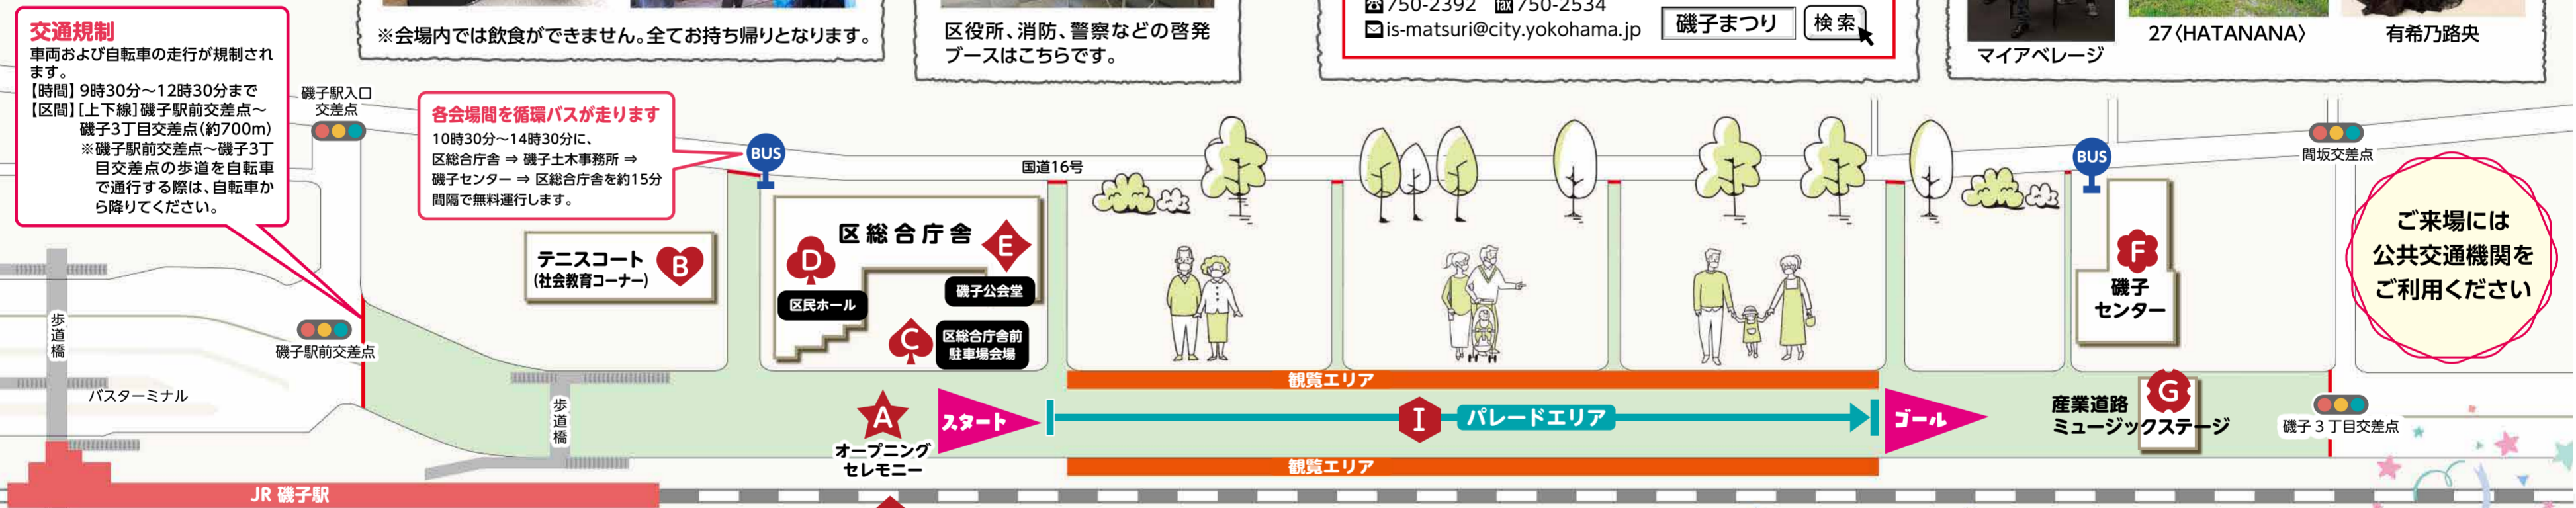 交通規制
車両および自転車の走行が規制され
ます。
【時間】9時30分～12時30分まで
【区間】[上下線]磯子駅前交差点～
磯子3丁目交差点(約700m)
※磯子駅前交差点～磯子3丁
目交差点の歩道を自転車
で通行する際は、自転車か
ら降りてください。
※会場内では飲食ができません。全てお持ち帰りとなります。
区役所、消防、警察などの啓発
ブースはこちらです。
☎750-2392 fax750-2534
is-matsuri@city.yokohama.jp
磯子まつり 検索
マイアベレージ
27〈HATANANA〉
有希乃路央
磯子駅入口
交差点
各会場間を循環バスが走ります
10時30分～14時30分に、
区総合庁舎 ⇒ 磯子土木事務所 ⇒
磯子センター ⇒ 区総合庁舎を約15分
間隔で無料運行します。
BUS
国道16号
BUS
間坂交差点
テニスコート
(社会教育コーナー)
B
区総合庁舎
D
区民ホール
E
磯子公会堂
C
区総合庁舎前
駐車場会場
F
磯子
センター
ご来場には
公共交通機関を
ご利用ください
歩道橋
磯子駅前交差点
バスターミナル
歩道橋
A
オープニング
セレモニー
スタート
観覧エリア
I
パレードエリア
観覧エリア
ゴール
G
産業道路
ミュージックステージ
磯子3丁目交差点
JR 磯子駅